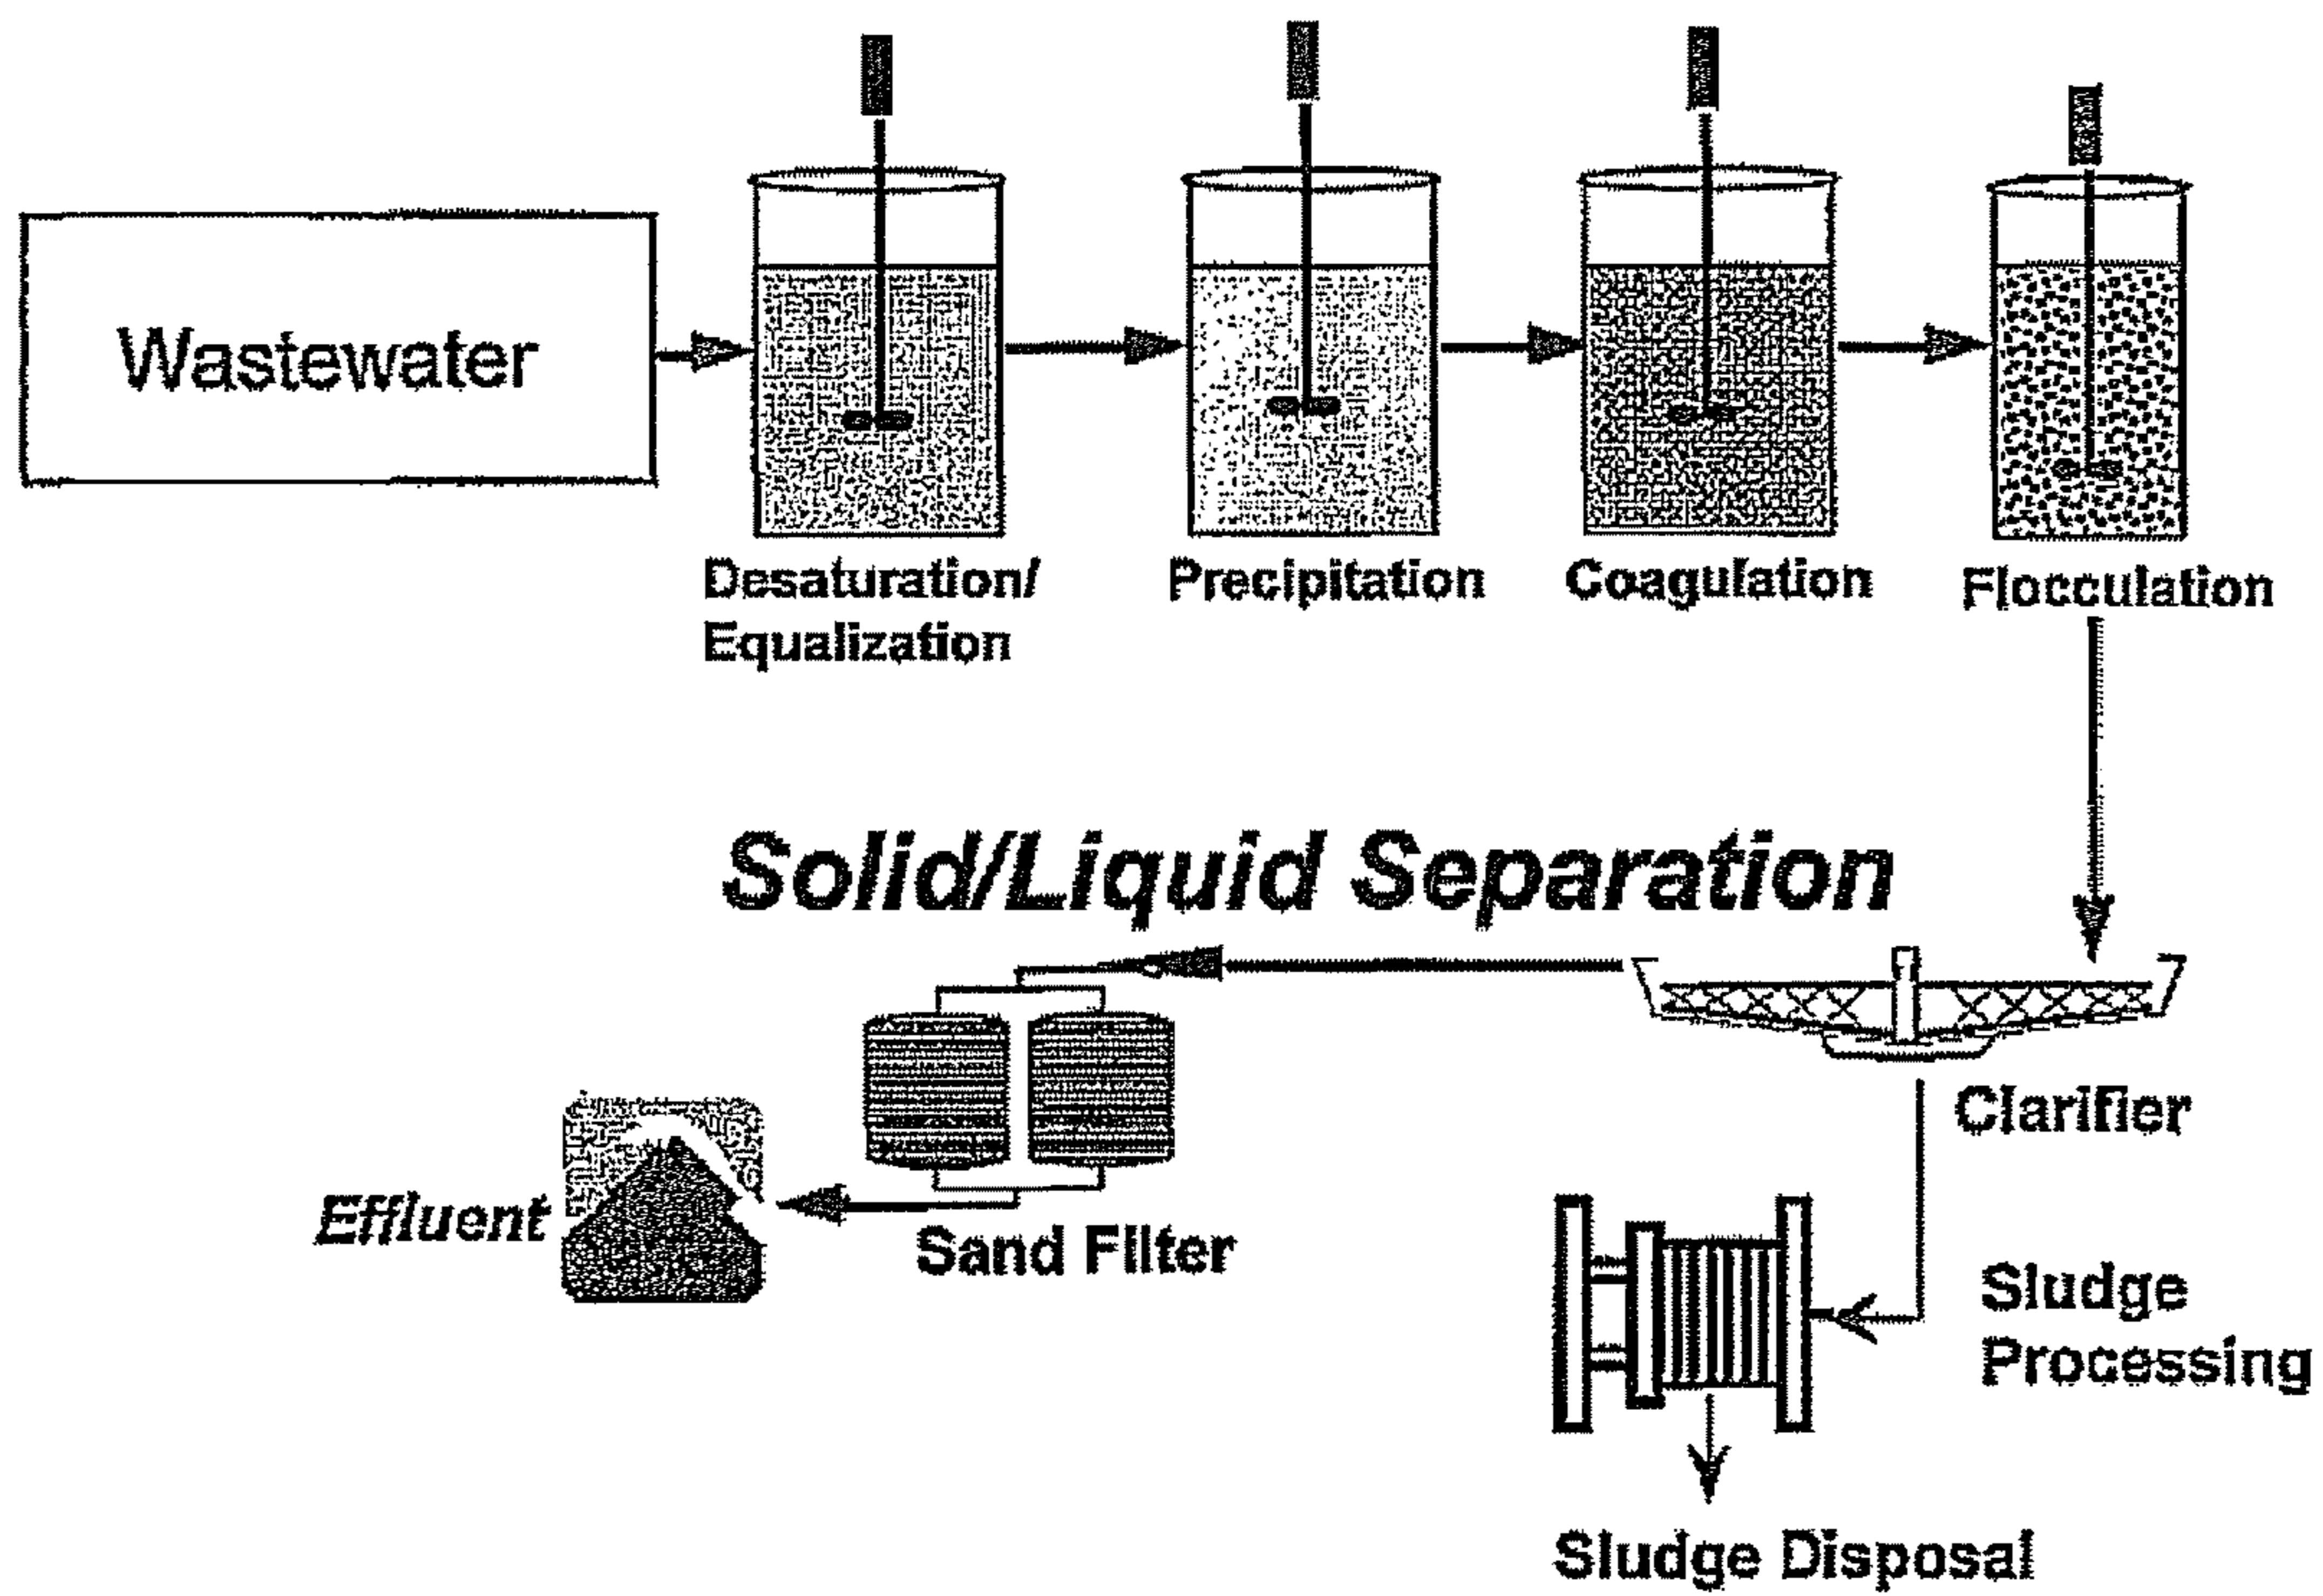 Wastewater
Desaturation/
Equalization
Precipitation
Coagulation
Flocculation
Solid/Liquid Separation
Clarifier
Effluent
Sand Filter
Sludge
Processing
Sludge Disposal